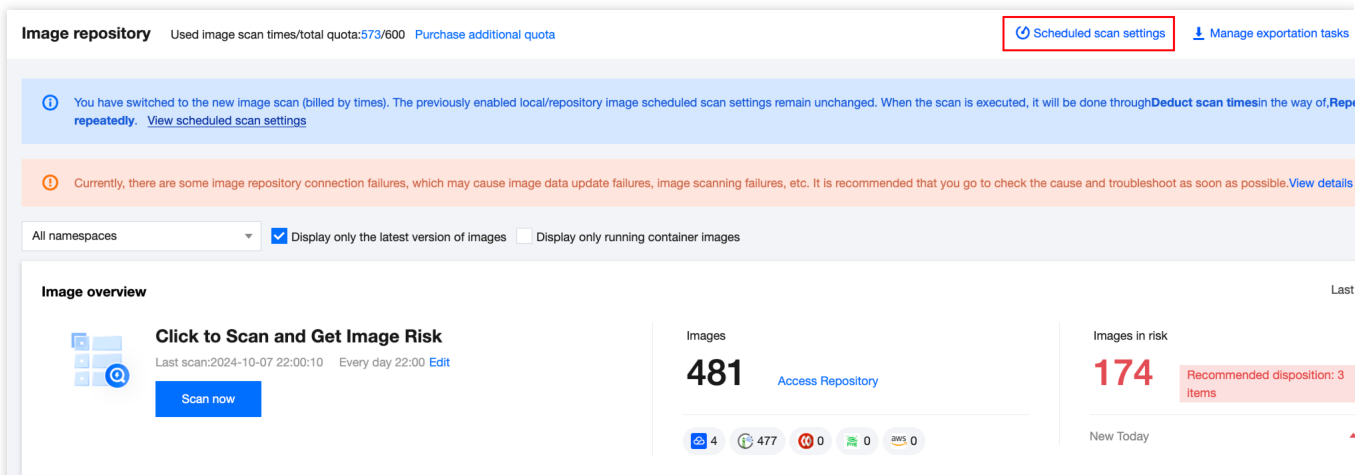 Image repository Used image scan times/total quota:573/600 Purchase additional quota Scheduled scan settings Manage exportation tasks
You have switched to the new image scan (billed by times). The previously enabled local/repository image scheduled scan settings remain unchanged. When the scan is executed, it will be done throughDeduct scan timesin the way of,Repe
repeatedly. View scheduled scan settings
Currently, there are some image repository connection failures, which may cause image data update failures, image scanning failures, etc. It is recommended that you go to check the cause and troubleshoot as soon as possible.View details
All namespaces Display only the latest version of images Display only running container images
Image overview Last
Click to Scan and Get Image Risk Images Images in risk
Last scan:2024-10-07 22:00:10 Every day 22:00 Edit
481 Access Repository 174 Recommended disposition: 3
items
Scan now
4 477 0 0 aws 0 New Today